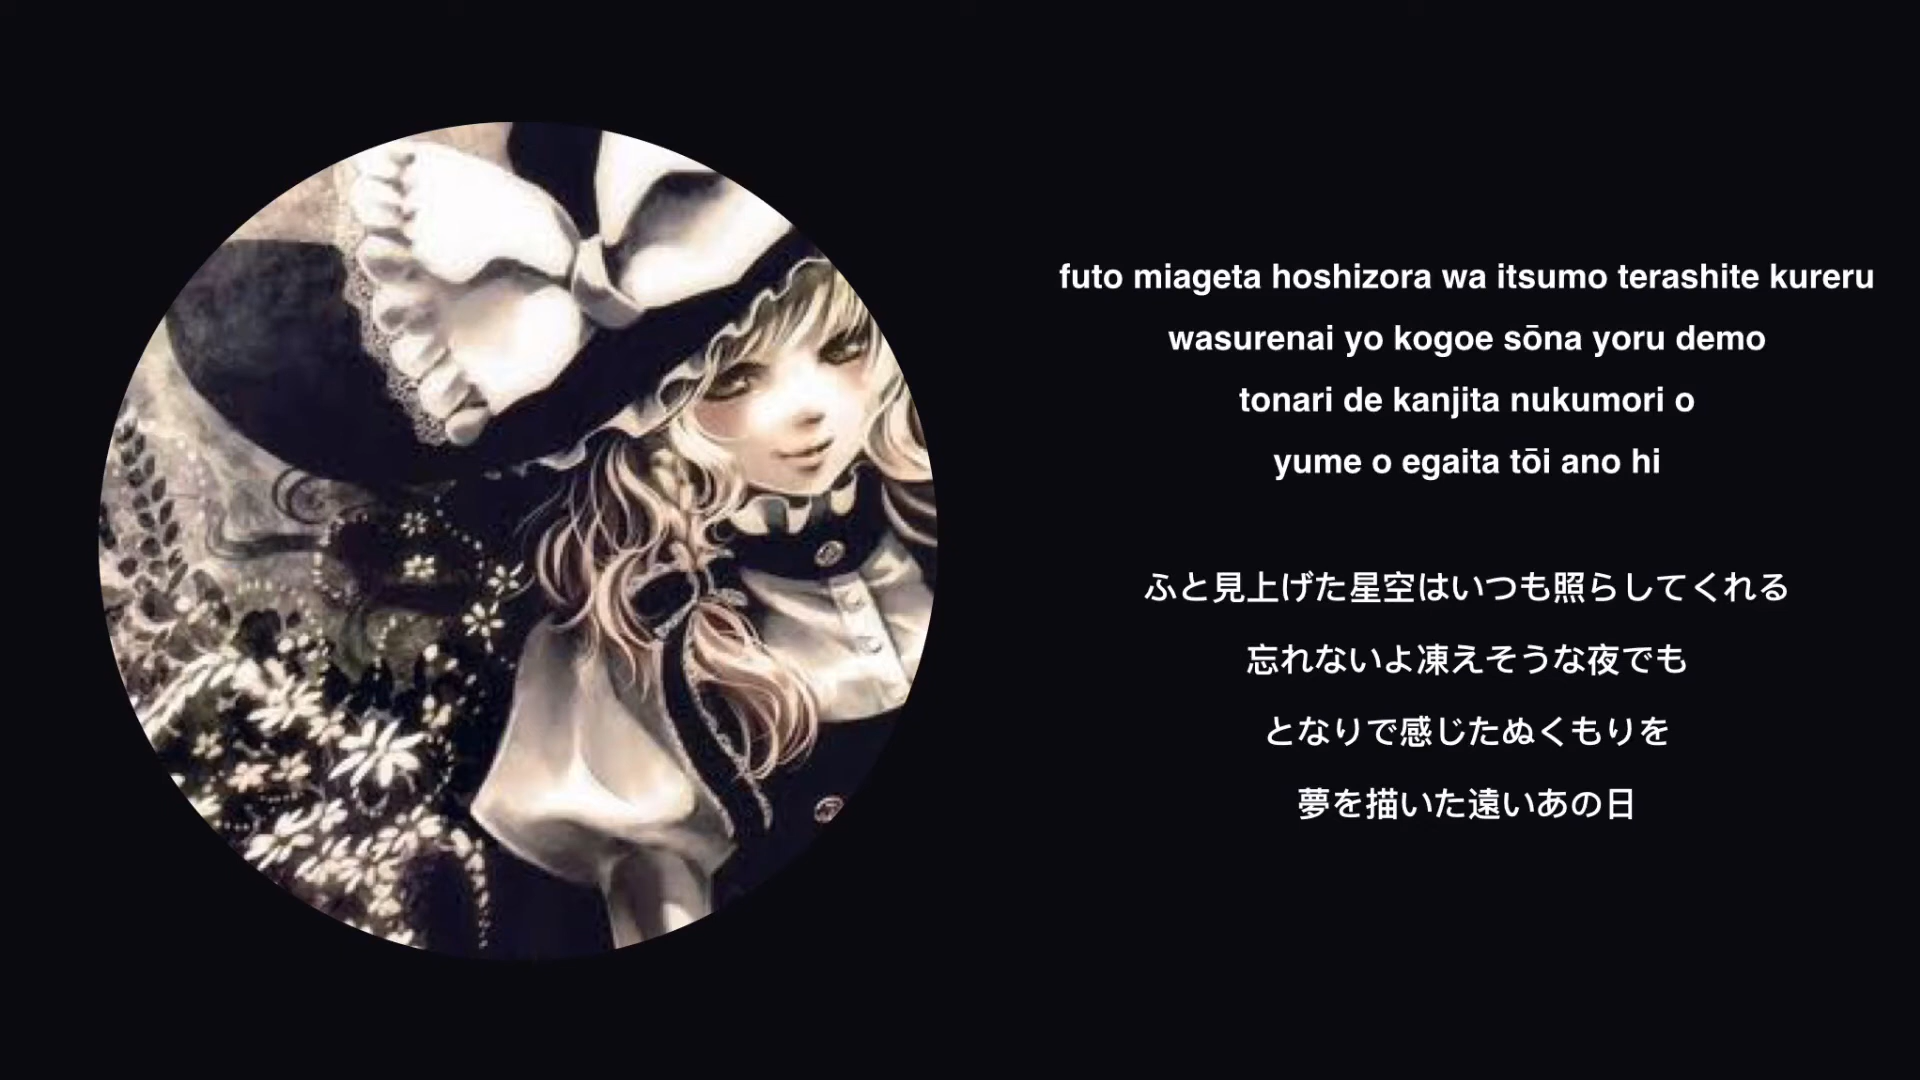 futo miageta hoshizora wa itsumo terashite kureru
wasurenai yo kogoe sōna yoru demo
tonari de kanjita nukumori o
yume o egaita tōi ano hi
ふと見上げた星空はいつも照らしてくれる
忘れないよ凍えそうな夜でも
となりで感じたぬくもりを
夢を描いた遠いあの日